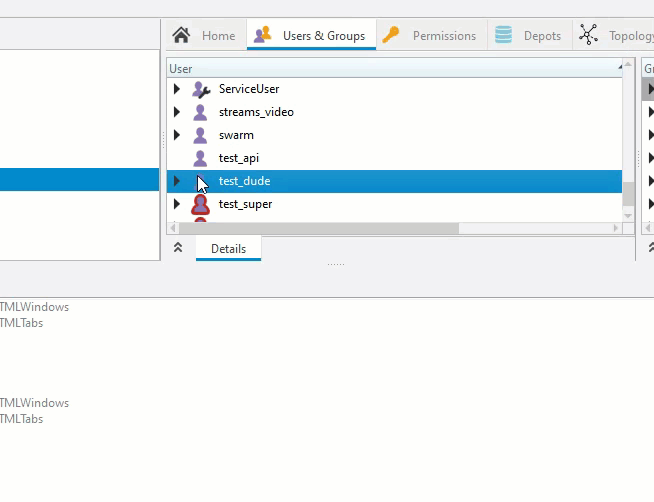 Home Users & Groups Permissions Depots Topology
User Gr
ServiceUser
streams_video
swarm
test_api
test_dude
test_super
Details
TMLWindows
TMLTabs
TMLWindows
TMLTabs